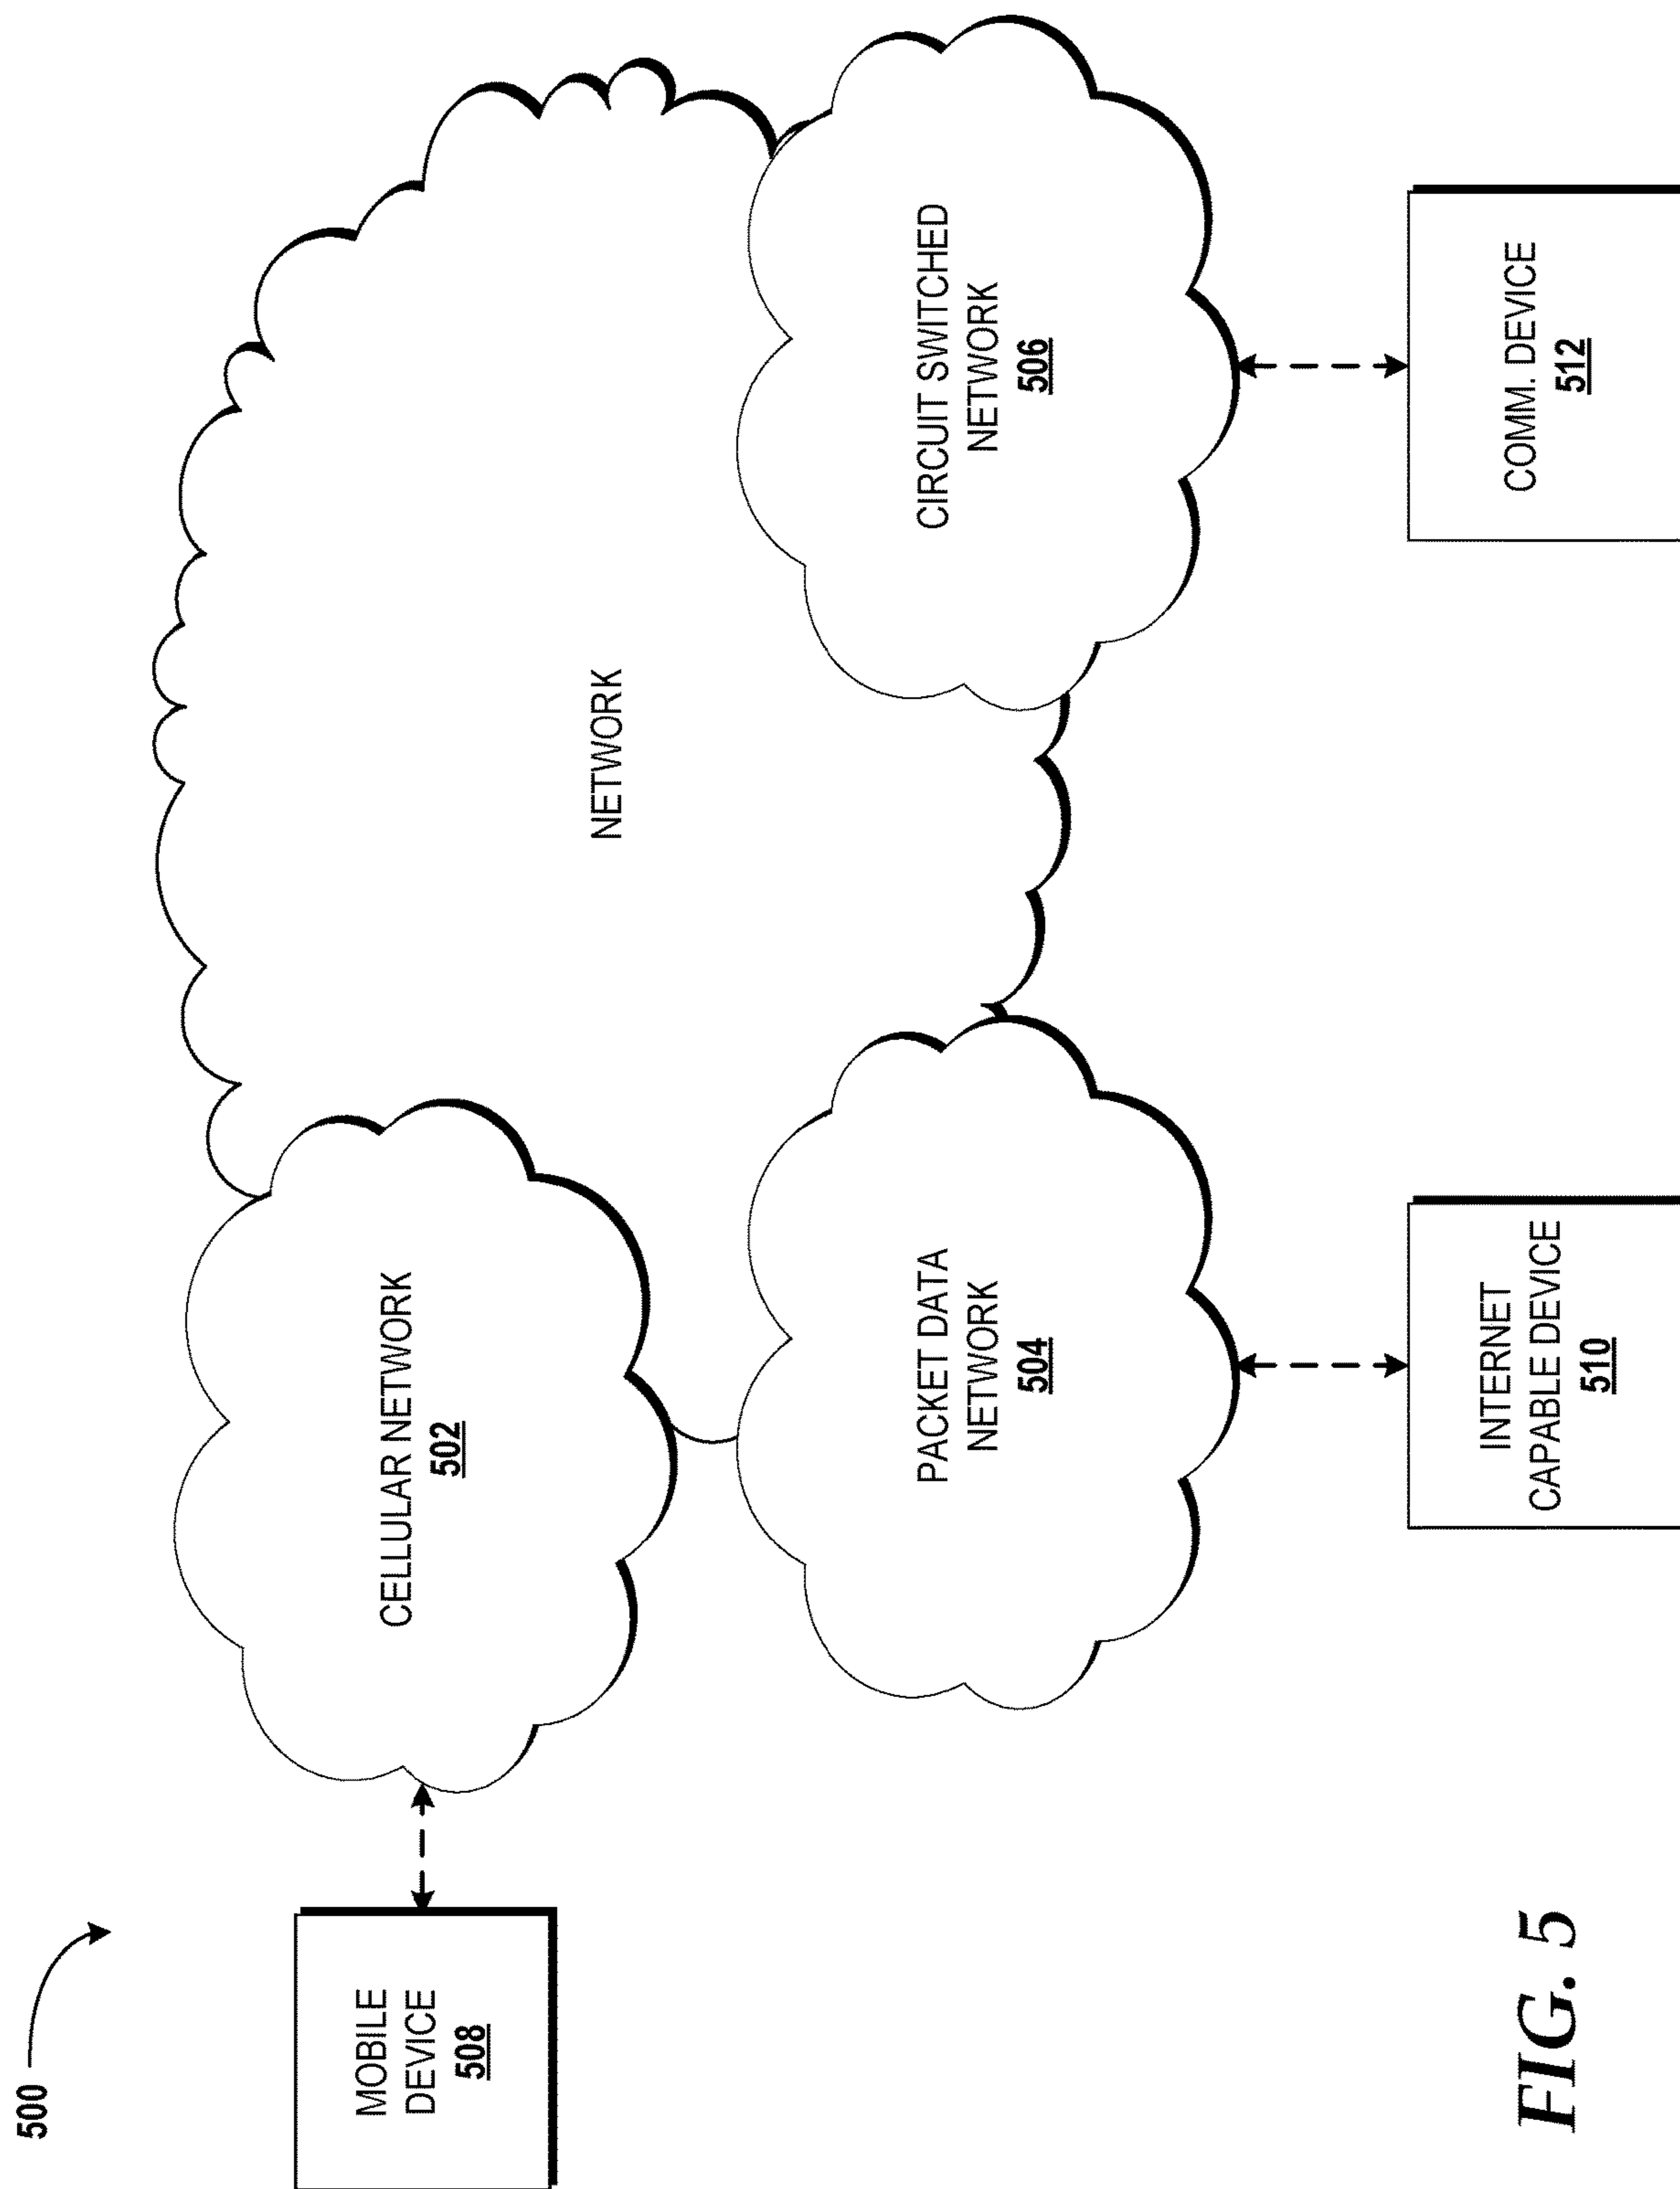 500
MOBILE
DEVICE
508
CELLULAR NETWORK
502
NETWORK
PACKET DATA
NETWORK
504
CIRCUIT SWITCHED
NETWORK
506
INTERNET
CAPABLE DEVICE
510
COMM. DEVICE
512
FIG. 5